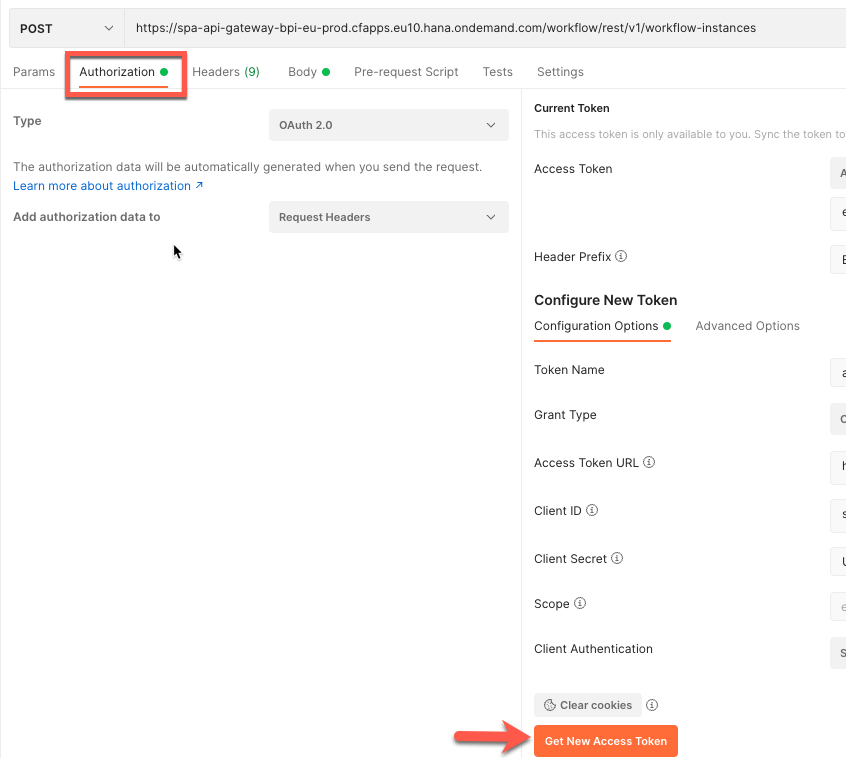 POST https://spa-api-gateway-bpi-eu-prod.cfapps.eu10.hana.ondemand.com/workflow/rest/v1/workflow-instances
Params Authorization Headers (9) Body Pre-request Script Tests Settings
Type OAuth 2.0
The authorization data will be automatically generated when you send the request.
Learn more about authorization ↗
Add authorization data to Request Headers
Current Token
This access token is only available to you. Sync the token to
Access Token
Header Prefix
Configure New Token
Configuration Options Advanced Options
Token Name
Grant Type
Access Token URL
Client ID
Client Secret
Scope
Client Authentication
Clear cookies
Get New Access Token